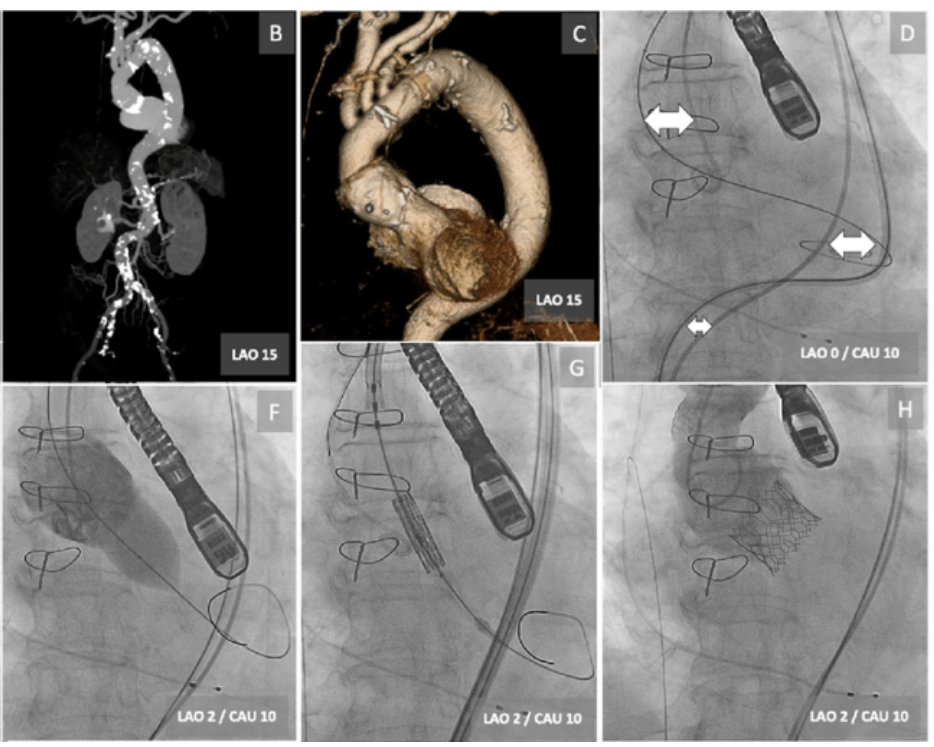 B
LAO 15
C
LAO 15
D
LAO 0 / CAU 10
F
LAO 2 / CAU 10
G
LAO 2 / CAU 10
H
LAO 2 / CAU 10